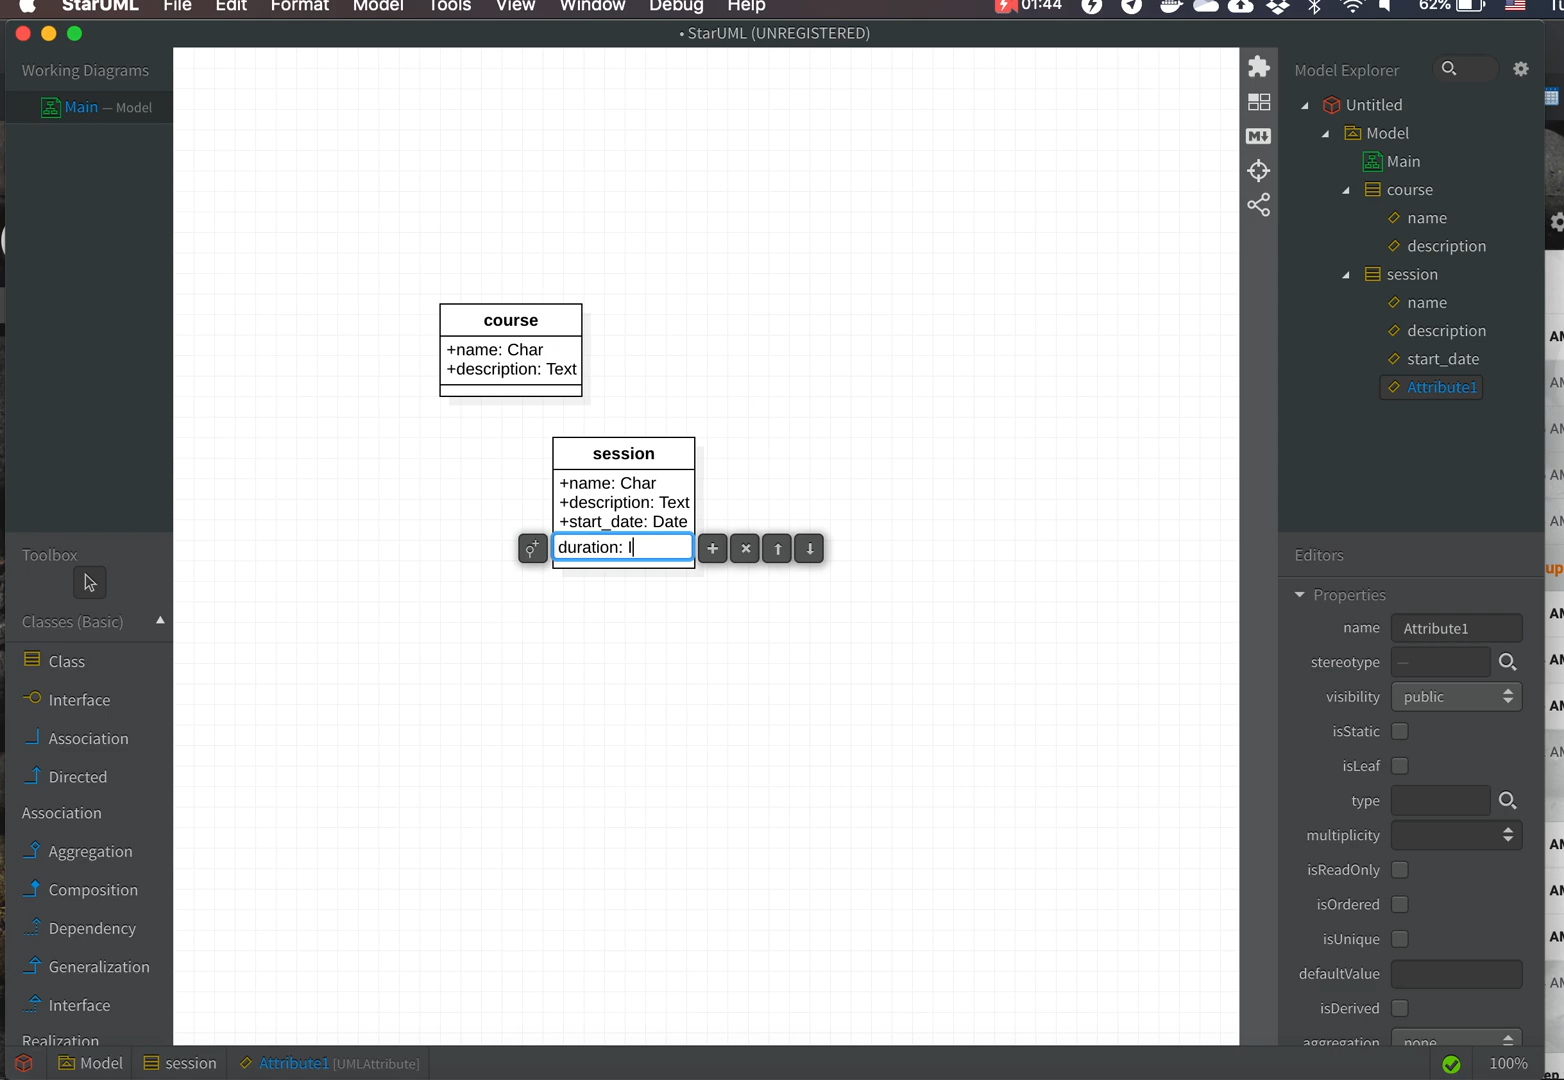 StarUML File Edit Format Model Tools View Window Debug Help 01:44 62%
• StarUML (UNREGISTERED)
Working Diagrams
Main — Model
course
+name: Char
+description: Text
session
+name: Char
+description: Text
+start_date: Date
duration: I
Toolbox
Classes (Basic)
Class
Interface
Association
Directed
Association
Aggregation
Composition
Dependency
Generalization
Interface
Realization
M
Model Explorer
Untitled
Model
Main
course
name
description
session
name
description
start_date
Attribute1
Editors
Properties
name Attribute1
stereotype —
visibility public
isStatic
isLeaf
type
multiplicity
isReadOnly
isOrdered
isUnique
defaultValue
isDerived
aggregation none
Model session Attribute1 [UMLAttribute]
100%